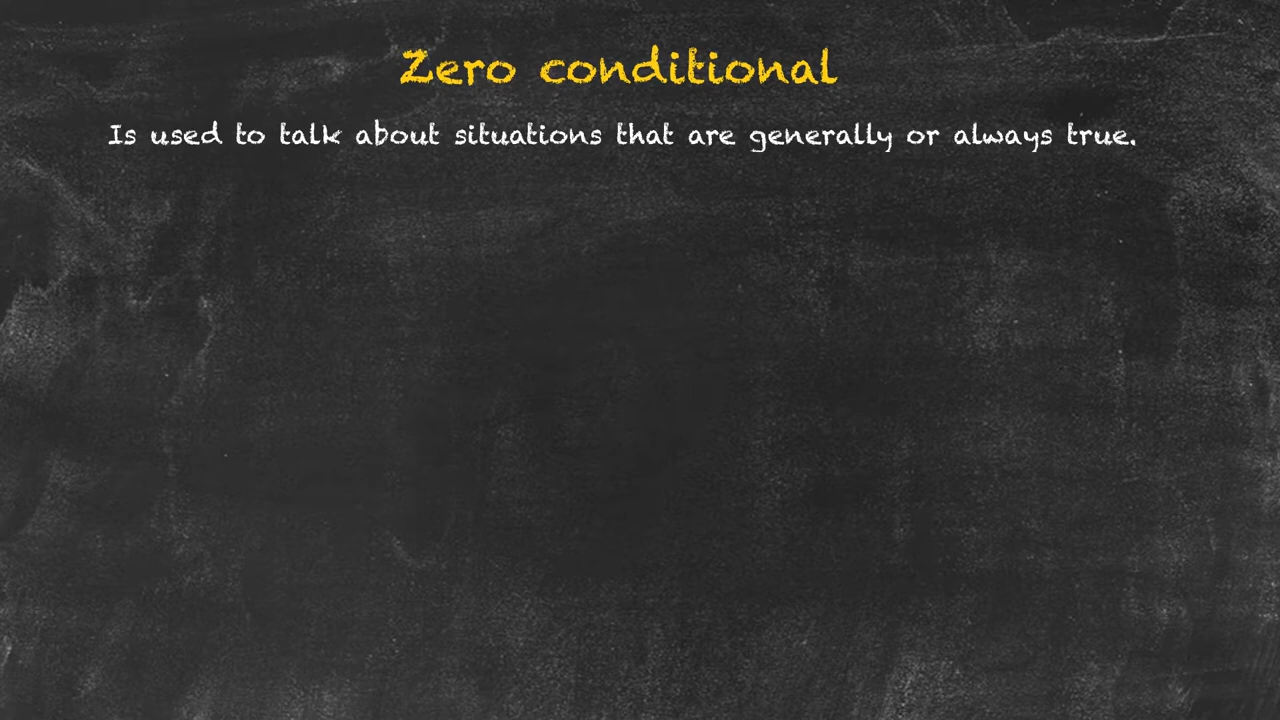 Zero conditional
Is used to talk about situations that are generally or always true.